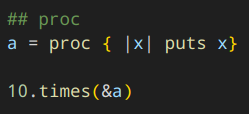 ## proc
a = proc { |x| puts x}
10.times(&a)